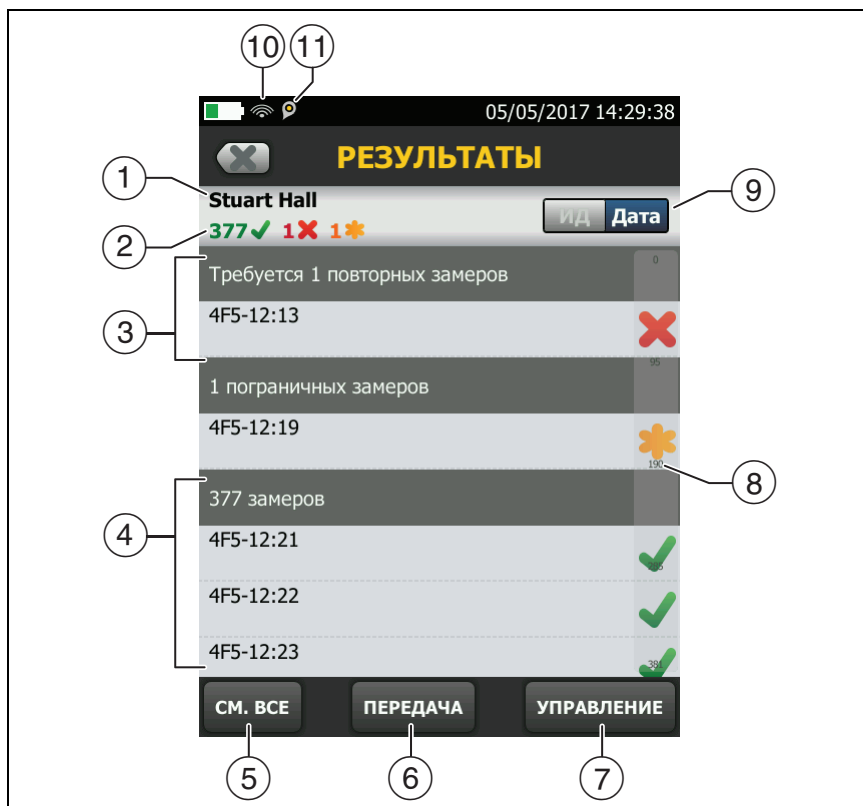 10 11
05/05/2017 14:29:38
РЕЗУЛЬТАТЫ
1
Stuart Hall
ИД Дата
9
2
377 1 1
3
Требуется 1 повторных замеров
0
4F5-12:13
95
1 пограничных замеров
4F5-12:19
190
8
4
377 замеров
4F5-12:21
285
4F5-12:22
4F5-12:23
381
СМ. ВСЕ ПЕРЕДАЧА УПРАВЛЕНИЕ
5 6 7